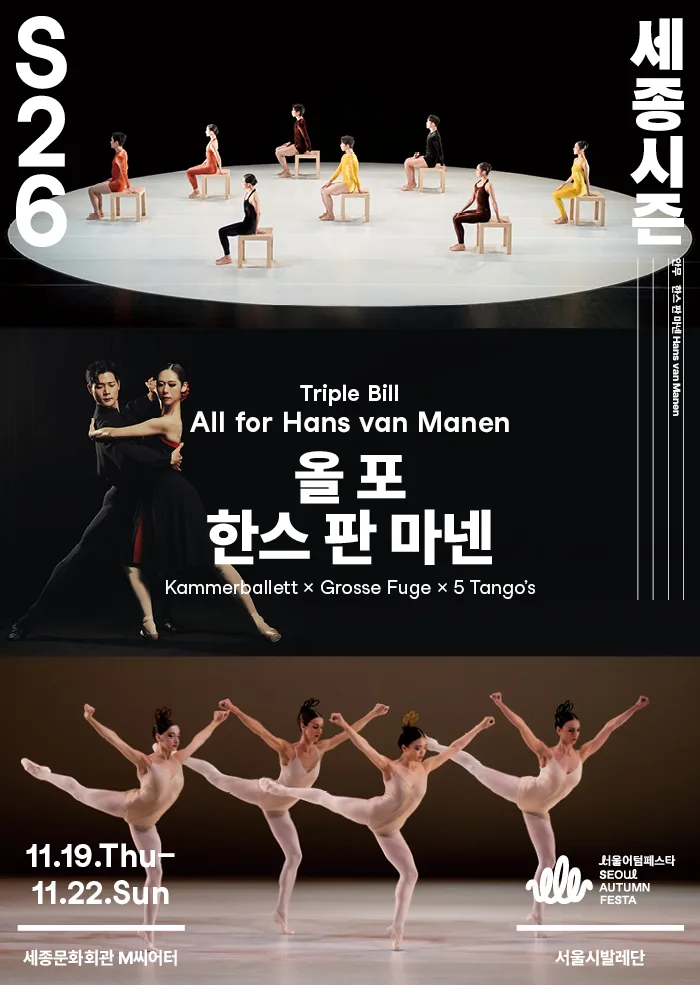 S26
세종시즌
안무 한스 판 마넨 Hans van Manen
Triple Bill
All for Hans van Manen
올 포
한스 판 마넨
Kammerballett × Grosse Fuge × 5 Tango’s
11.19.Thu–
11.22.Sun
세종문화회관 M씨어터
서울어텀페스타
SEOUL
AUTUMN
FESTA
서울시발레단